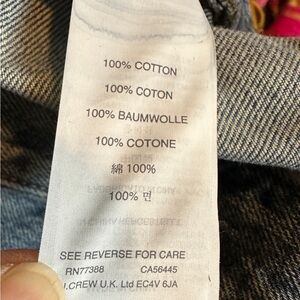 100% COTTON
100% COTON
100% BAUMWOLLE
100% COTONE
綿 100%
100% 면
SEE REVERSE FOR CARE
RN77388 CA56445
J.CREW U.K. Ltd EC4V 6JA